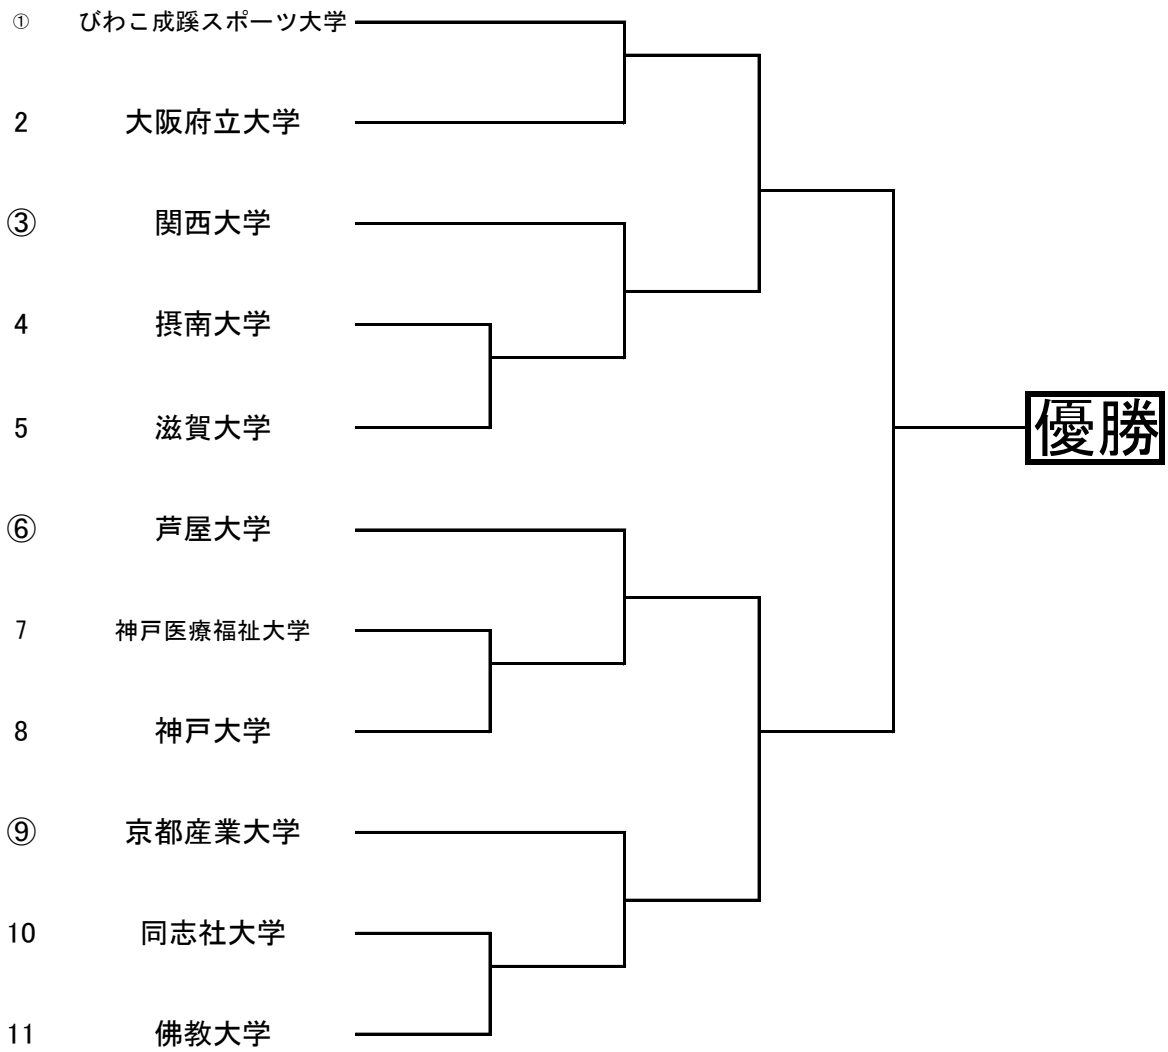 ① びわこ成蹊スポーツ大学
2 大阪府立大学
③ 関西大学
4 摂南大学
優勝
5 滋賀大学
⑥ 芦屋大学
7 神戸医療福祉大学
8 神戸大学
⑨ 京都産業大学
10 同志社大学
11 佛教大学